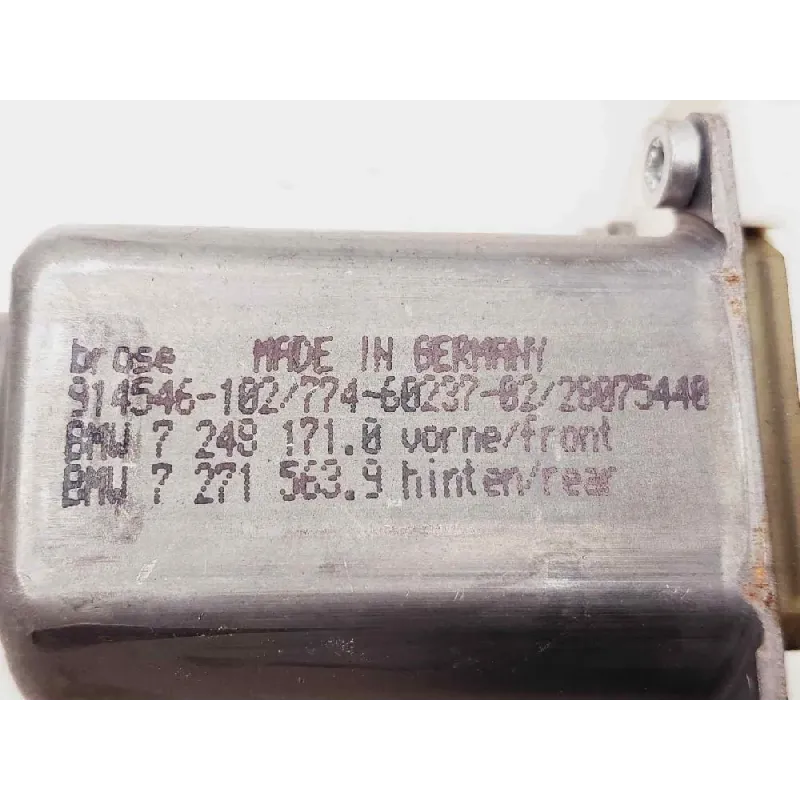 brose MADE IN GERMANY
914546-102/774-60237-02/28075440
BMW 7 249 171.0 vorne/front
BMW 7 271 563.9 hinten/rear